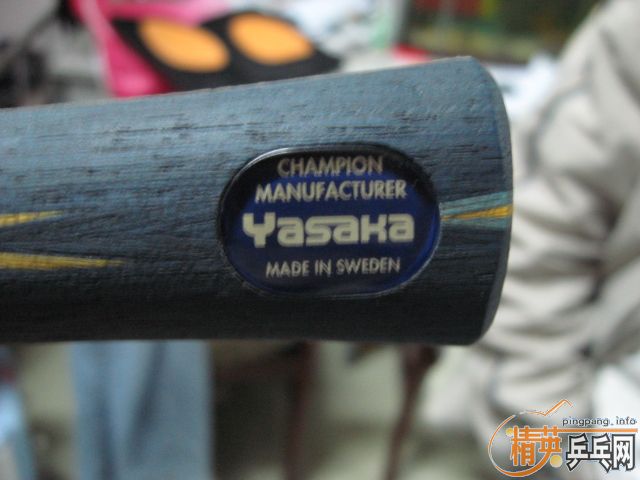 CHAMPION
MANUFACTURER
Yasaka
MADE IN SWEDEN
pingpang.info
精英乒乓网